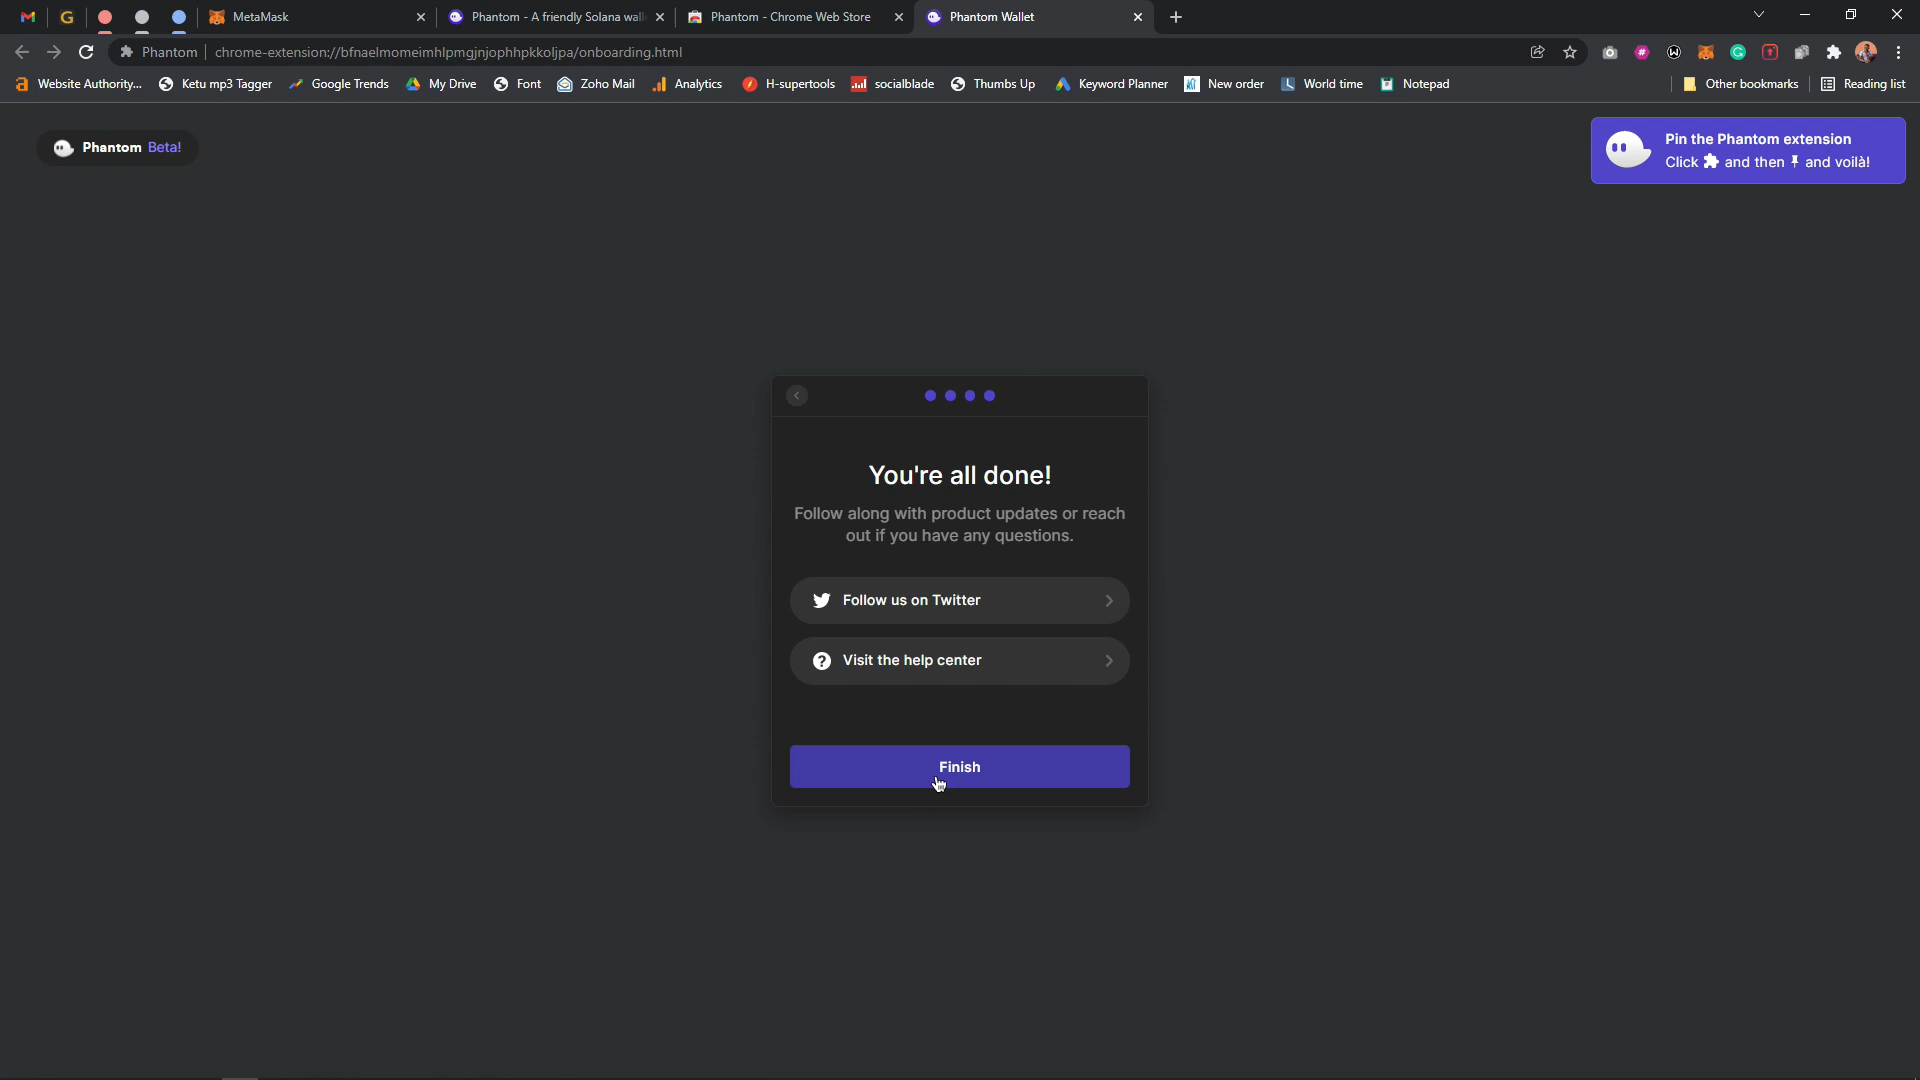 MetaMask
Phantom - A friendly Solana wall
Phantom - Chrome Web Store
Phantom Wallet
Phantom
chrome-extension://bfnaelmomeimhlpmgjnjophhpkkoljpa/onboarding.html
Website Authority...
Ketu mp3 Tagger
Google Trends
My Drive
Font
Zoho Mail
Analytics
H-supertools
socialblade
Thumbs Up
Keyword Planner
New order
World time
Notepad
Other bookmarks
Reading list
Phantom Beta!
Pin the Phantom extension
Click and then and voilà!
You're all done!
Follow along with product updates or reach
out if you have any questions.
Follow us on Twitter
Visit the help center
Finish